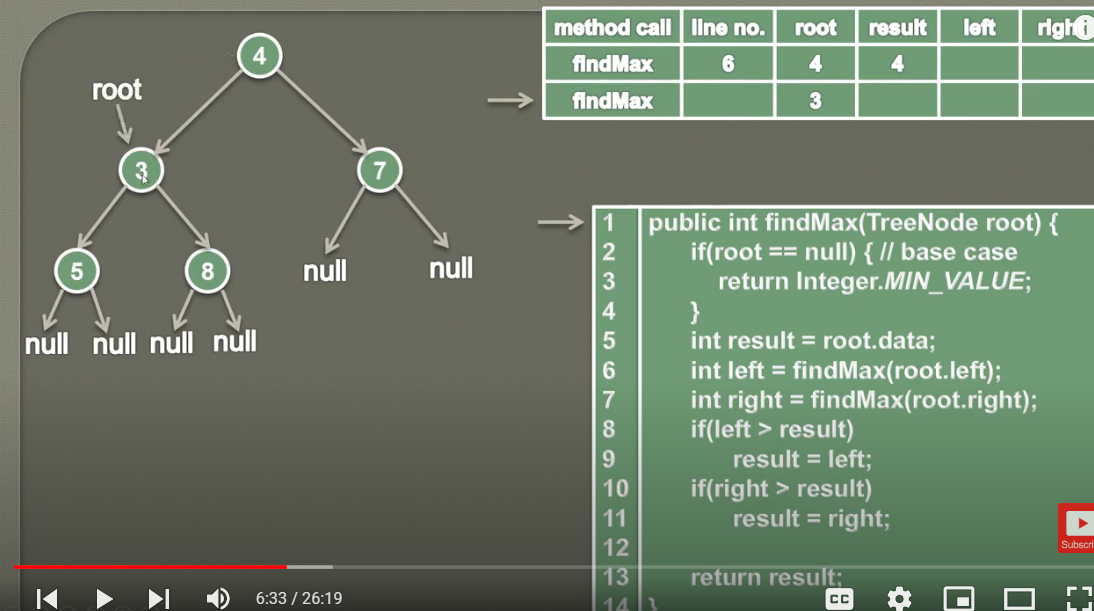 4
root
3
7
5
8
null
null
null
null
null
null
method call line no. root result left righ
findMax 6 4 4
findMax 3
1 public int findMax(TreeNode root) {
2 if(root == null) { // base case
3 return Integer.MIN_VALUE;
4 }
5 int result = root.data;
6 int left = findMax(root.left);
7 int right = findMax(root.right);
8 if(left > result)
9 result = left;
10 if(right > result)
11 result = right;
12
13 return result;
14 }
Subscri
6:33 / 26:19
CC